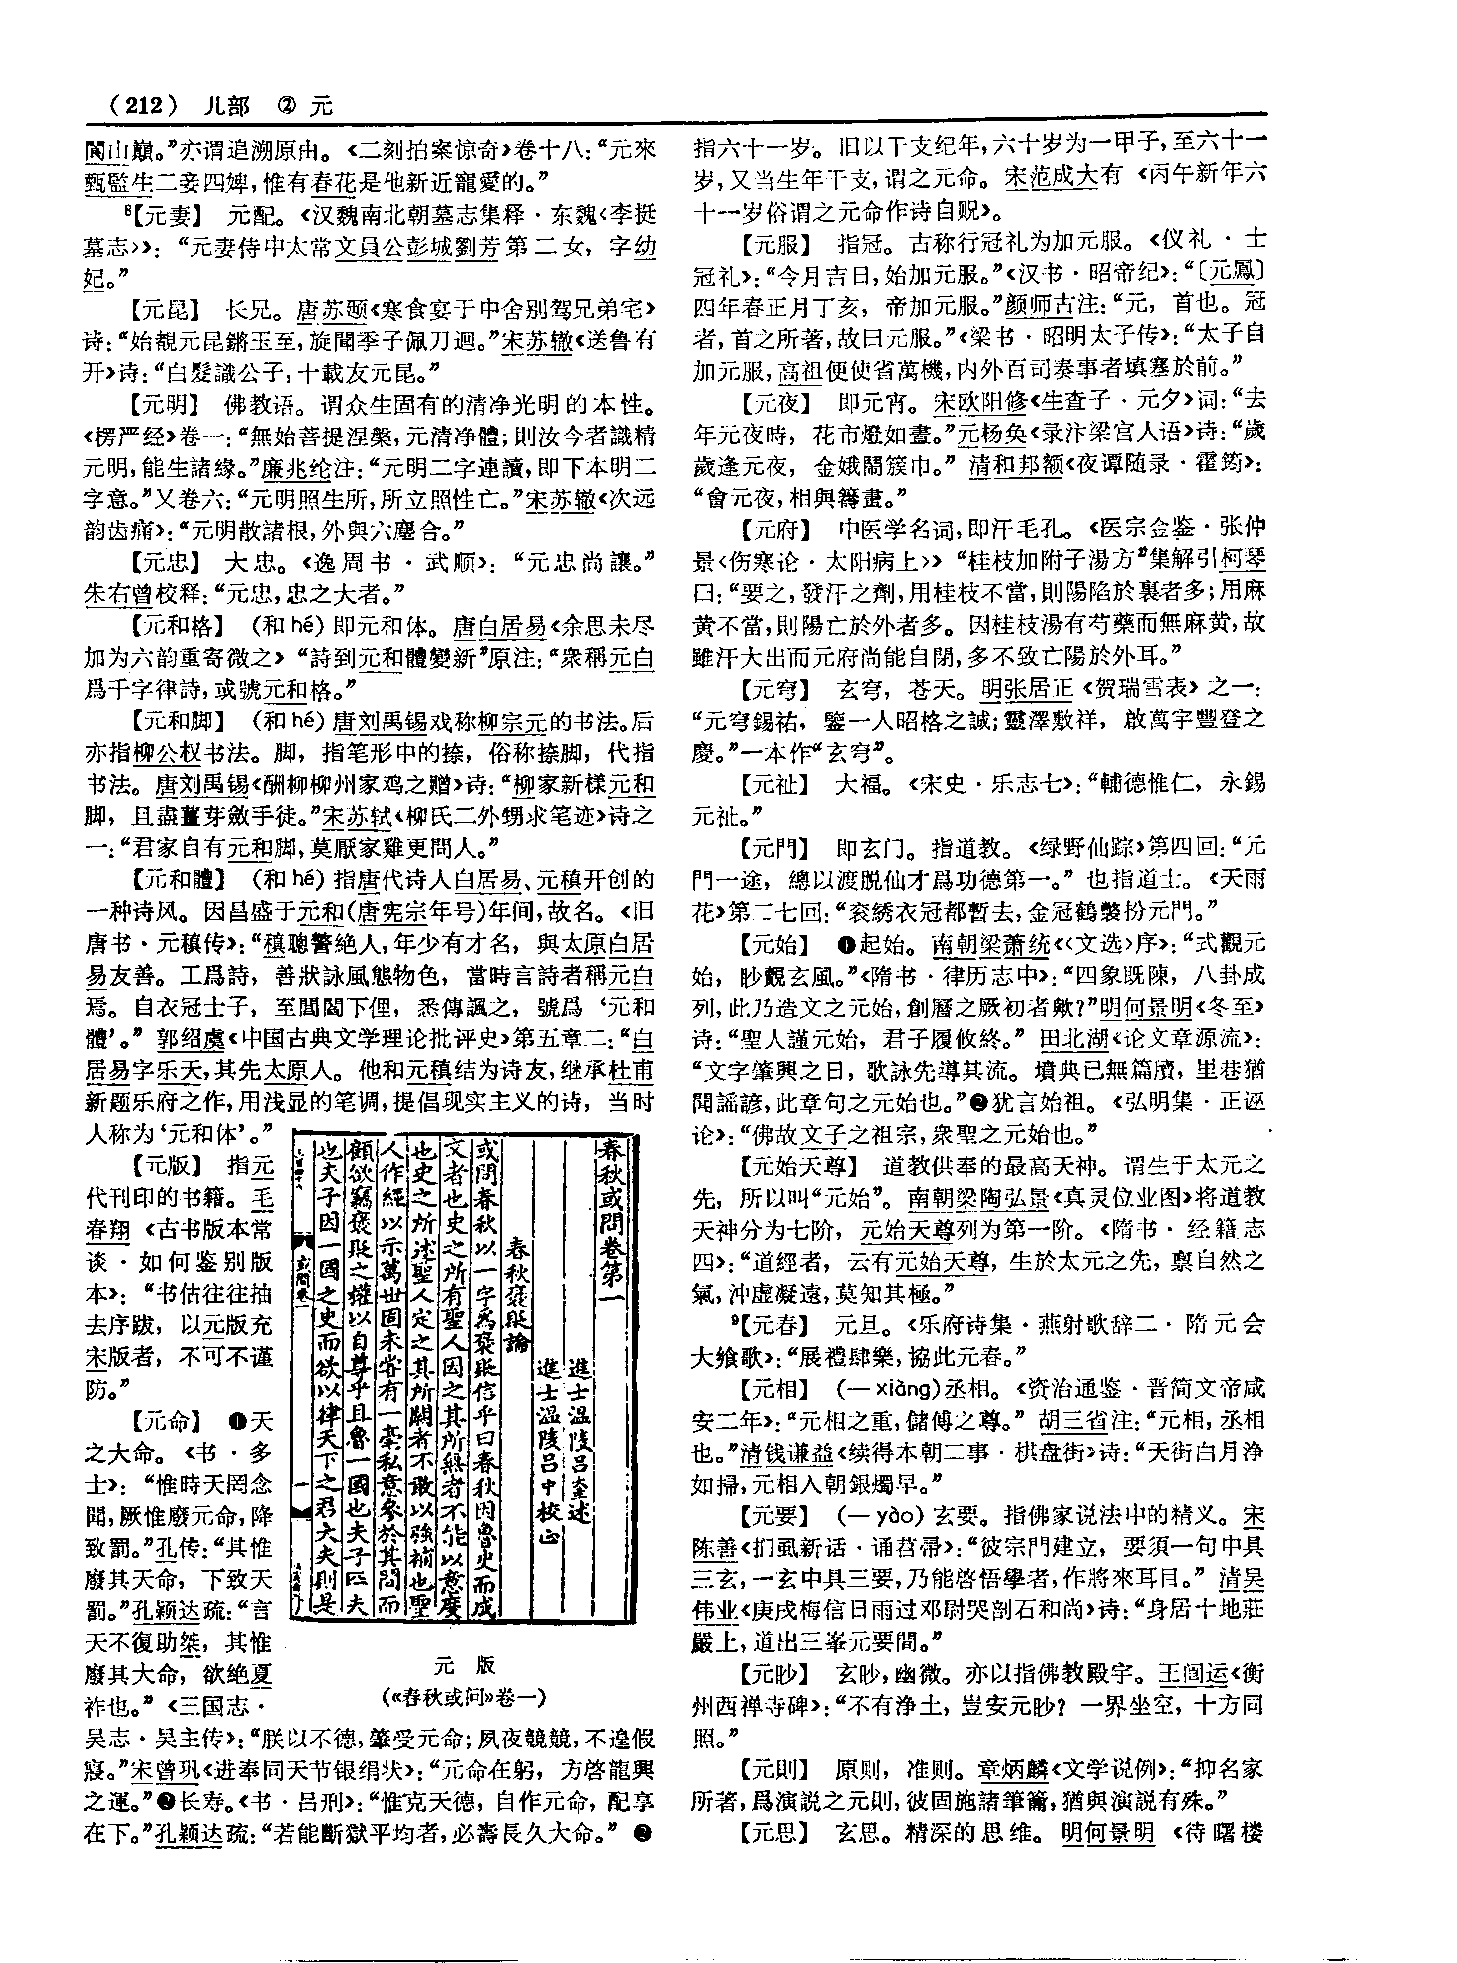 （212） 儿部 ② 元
閬山巔。”亦谓追溯原由。《二刻拍案惊奇》卷十八：“元來
甄監生二妾四婢，惟有春花是他新近寵愛的。”
8【元妻】 元配。《汉魏南北朝墓志集释·东魏〈李挺
墓志〉》：“元妻侍中太常文員公彭城劉芳第二女，字幼
妃。”
【元昆】 长兄。唐苏颋《寒食宴于中舍别驾兄弟宅》
诗：“始覩元昆鏘玉至，旋聞季子佩刀迴。”宋苏辙《送鲁有
开》诗：“白髮識公子，十載友元昆。”
【元明】 佛教语。谓众生固有的清净光明的本性。
《楞严经》卷一：“無始菩提涅槃，元清净體；則汝今者識精
元明，能生諸緣。”廉兆纶注：“元明二字連讀，即下本明二
字意。”又卷六：“元明照生所，所立照性亡。”宋苏辙《次远
韵齿痛》：“元明散諸根，外與六塵合。”
【元忠】 大忠。《逸周书·武顺》：“元忠尚讓。”
朱右曾校释：“元忠，忠之大者。”
【元和格】 （和hé）即元和体。唐白居易《余思未尽
加为六韵重寄微之》“詩到元和體變新”原注：“衆稱元白
爲千字律詩，或號元和格。”
【元和脚】 （和hé）唐刘禹锡戏称柳宗元的书法。后
亦指柳公权书法。脚，指笔形中的捺，俗称捺脚，代指
书法。唐刘禹锡《酬柳柳州家鸡之赠》诗：“柳家新樣元和
脚，且盡薑芽斂手徒。”宋苏轼《柳氏二外甥求笔迹》诗之
一：“君家自有元和脚，莫厭家雞更問人。”
【元和體】 （和hé）指唐代诗人白居易、元稹开创的
一种诗风。因昌盛于元和（唐宪宗年号）年间，故名。《旧
唐书·元稹传》：“稹聰警絶人，年少有才名，與太原白居
易友善。工爲詩，善狀詠風態物色，當時言詩者稱元白
焉。自衣冠士子，至閭閻下俚，悉傳諷之，號爲‘元和
體’。”郭绍虞《中国古典文学理论批评史》第五章二：“白
居易字乐天，其先太原人。他和元稹结为诗友，继承杜甫
新题乐府之作，用浅显的笔调，提倡现实主义的诗，当时
人称为‘元和体’。”
【元版】 指元
代刊印的书籍。毛
春翔《古书版本常
谈·如何鉴别版
本》：“书估往往抽
去序跋，以元版充
宋版者，不可不谨
防。”
【元命】 ❶天
之大命。《书·多
士》：“惟時天罔念
聞，厥惟廢元命，降
致罰。”孔传：“其惟
廢其天命，下致天
罰。”孔颖达疏：“言
天不復助桀，其惟
廢其大命，欲绝夏
祚也。”《三国志·
吴志·吴主传》：“朕以不德，肇受元命；夙夜兢兢，不遑假
寢。”宋曾巩《进奉同天节银绢状》：“元命在躬，方啓龍興
之運。”❷长寿。《书·吕刑》：“惟克天德，自作元命，配享
在下。”孔颖达疏：“若能斷獄平均者，必壽長久大命。”❸
春秋或問卷第一
進士温陵吕大圭述
進士温陵吕中校正
春秋褒貶論
或問春秋以一字爲褒貶信乎曰春秋因魯史而成
文者也史之所有聖人因之其所無者不能以意度
也史之所述聖人定之其所闕者不敢以強補也聖
人作經以示萬世固未嘗有一毫私意參於其間而
顧欲竊褒貶之權以自尊乎且魯一國也夫子匹夫
也夫子因一國之史而欲以律天下之君大夫則是
或問卷一
一
元 版
（《春秋或问》卷一）
指六十一岁。旧以干支纪年，六十岁为一甲子，至六十一
岁，又当生年干支，谓之元命。宋范成大有《丙午新年六
十一岁俗谓之元命作诗自贶》。
【元服】 指冠。古称行冠礼为加元服。《仪礼·士
冠礼》：“令月吉日，始加元服。”《汉书·昭帝纪》：“〔元鳳〕
四年春正月丁亥，帝加元服。”颜师古注：“元，首也。冠
者，首之所著，故曰元服。”《梁书·昭明太子传》：“太子自
加元服，高祖便使省萬機，内外百司奏事者填塞於前。”
【元夜】 即元宵。宋欧阳修《生查子·元夕》词：“去
年元夜時，花市燈如晝。”元杨奂《录汴梁宫人语》诗：“歲
歲逢元夜，金娥鬧簇巾。”清和邦额《夜谭随录·霍筠》：
“會元夜，相與籌畫。”
【元府】 中医学名词，即汗毛孔。《医宗金鉴·张仲
景〈伤寒论·太阳病上〉》“桂枝加附子湯方”集解引柯琴
曰：“要之，發汗之劑，用桂枝不當，則陽陷於裏者多；用麻
黄不當，則陽亡於外者多。因桂枝湯有芍藥而無麻黄，故
雖汗大出而元府尚能自閉，多不致亡陽於外耳。”
【元穹】 玄穹，苍天。明张居正《贺瑞雪表》之一：
“元穹錫祐，鑒一人昭格之誠；靈澤敷祥，啟萬宇豐登之
慶。”一本作“玄穹”。
【元祉】 大福。《宋史·乐志七》：“輔德惟仁，永錫
元祉。”
【元門】 即玄门。指道教。《绿野仙踪》第四回：“元
門一途，總以渡脱仙才爲功德第一。”也指道士。《天雨
花》第二七回：“衮綉衣冠都暫去，金冠鶴氅扮元門。”
【元始】 ❶起始。南朝梁萧统《〈文选〉序》：“式觀元
始，眇覿玄風。”《隋书·律历志中》：“四象既陳，八卦成
列，此乃造文之元始，創曆之厥初者歟？”明何景明《冬至》
诗：“聖人謹元始，君子履攸終。”田北湖《论文章源流》：
“文字肇興之日，歌詠先導其流。墳典已無篇牘，里巷猶
聞謡諺，此章句之元始也。”❷犹言始祖。《弘明集·正诬
论》：“佛故文子之祖宗，衆聖之元始也。”
【元始天尊】 道教供奉的最高天神。谓生于太元之
先，所以叫“元始”。南朝梁陶弘景《真灵位业图》将道教
天神分为七阶，元始天尊列为第一阶。《隋书·经籍志
四》：“道經者，云有元始天尊，生於太元之先，禀自然之
氣，沖虚凝遠，莫知其極。”
9【元春】 元旦。《乐府诗集·燕射歌辞二·隋元会
大飨歌》：“展禮肆樂，協此元春。”
【元相】 （—xiàng）丞相。《资治通鉴·晋简文帝咸
安二年》：“元相之重，儲傅之尊。”胡三省注：“元相，丞相
也。”清钱谦益《续得本朝二事·棋盘街》诗：“天街白月净
如掃，元相入朝銀燭早。”
【元要】 （—yào）玄要。指佛家说法中的精义。宋
陈善《扪虱新话·诵苕帚》：“彼宗門建立，要須一句中具
三玄，一玄中具三要，乃能啓悟學者，作將來耳目。”清吴
伟业《庚戌梅信日雨过邓尉哭剖石和尚》诗：“身居十地莊
嚴上，道出三峯元要間。”
【元眇】 玄眇，幽微。亦以指佛教殿宇。王闿运《衡
州西禅寺碑》：“不有净土，豈安元眇？一界坐空，十方同
照。”
【元則】 原则，准则。章炳麟《文学说例》：“抑名家
所著，爲演説之元則，彼固施諸筆籥，猶與演説有殊。”
【元思】 玄思。精深的思维。明何景明《待曙楼